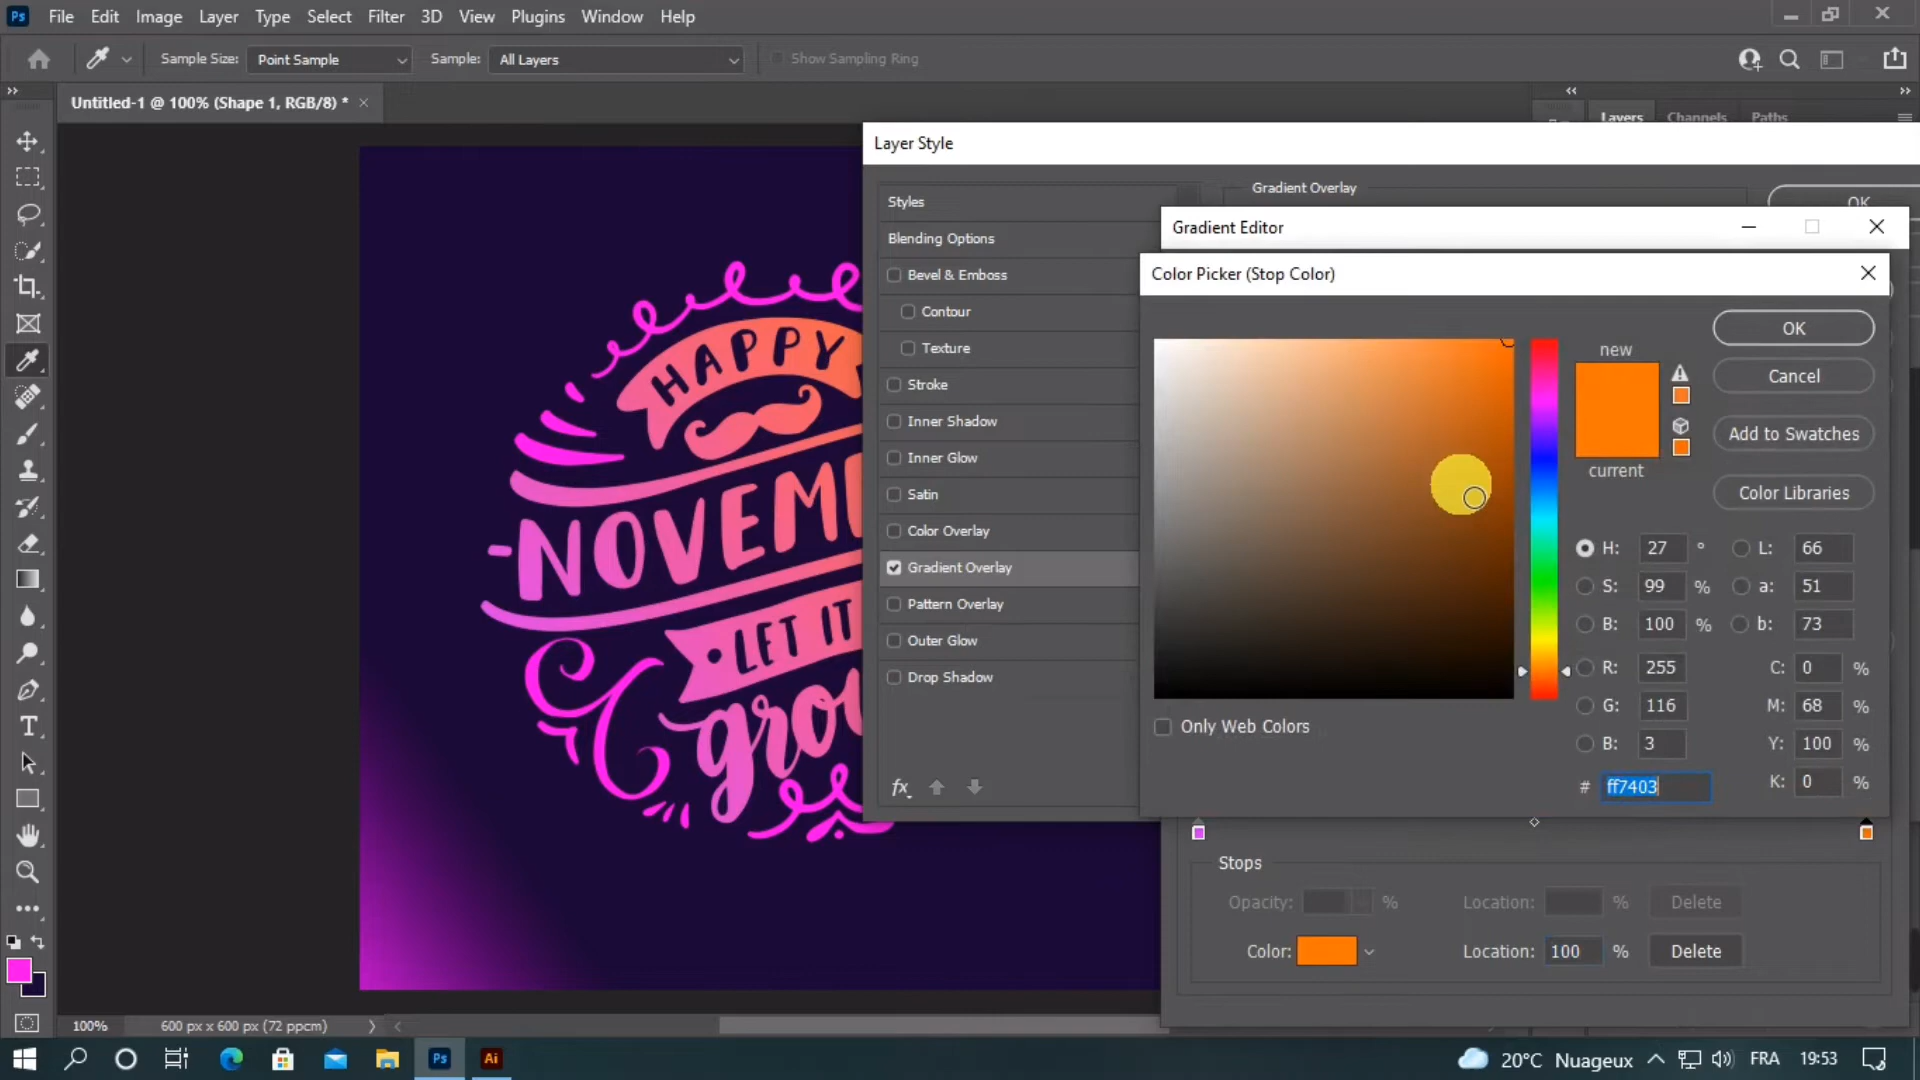 Ps File Edit Image Layer Type Select Filter 3D View Plugins Window Help
Sample Size: Point Sample Sample: All Layers Show Sampling Ring
Untitled-1 @ 100% (Shape 1, RGB/8) * ×
Layers Channels Paths
Layer Style
Gradient Overlay
OK
Styles
Blending Options
Bevel & Emboss
Contour
Texture
Stroke
Inner Shadow
Inner Glow
Satin
Color Overlay
Gradient Overlay
Pattern Overlay
Outer Glow
Drop Shadow
fx
Gradient Editor
Color Picker (Stop Color)
new
current
OK
Cancel
Add to Swatches
Color Libraries
H: 27 °
S: 99 %
B: 100 %
R: 255
G: 116
B: 3
# ff7403
L: 66
a: 51
b: 73
C: 0 %
M: 68 %
Y: 100 %
K: 0 %
Only Web Colors
Stops
Opacity: % Location: % Delete
Color: Location: 100 % Delete
HAPPY
NOVEM
LET IT
gro
100% 600 px x 600 px (72 ppcm)
Ps Ai 20°C Nuageux FRA 19:53